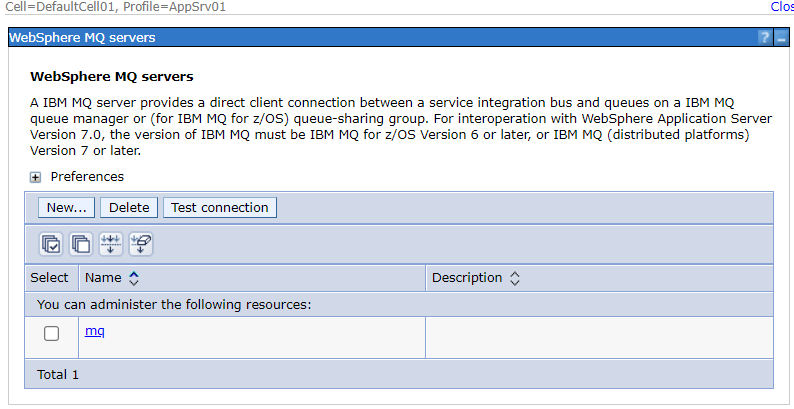 Cell=DefaultCell01, Profile=AppSrv01
WebSphere MQ servers
?
WebSphere MQ servers
A IBM MQ server provides a direct client connection between a service integration bus and queues on a IBM MQ
queue manager or (for IBM MQ for z/OS) queue-sharing group. For interoperation with WebSphere Application Server
Version 7.0, the version of IBM MQ must be IBM MQ for z/OS Version 6 or later, or IBM MQ (distributed platforms)
Version 7 or later.
Preferences
New... Delete Test connection
Select Name Description
You can administer the following resources:
mq
Total 1